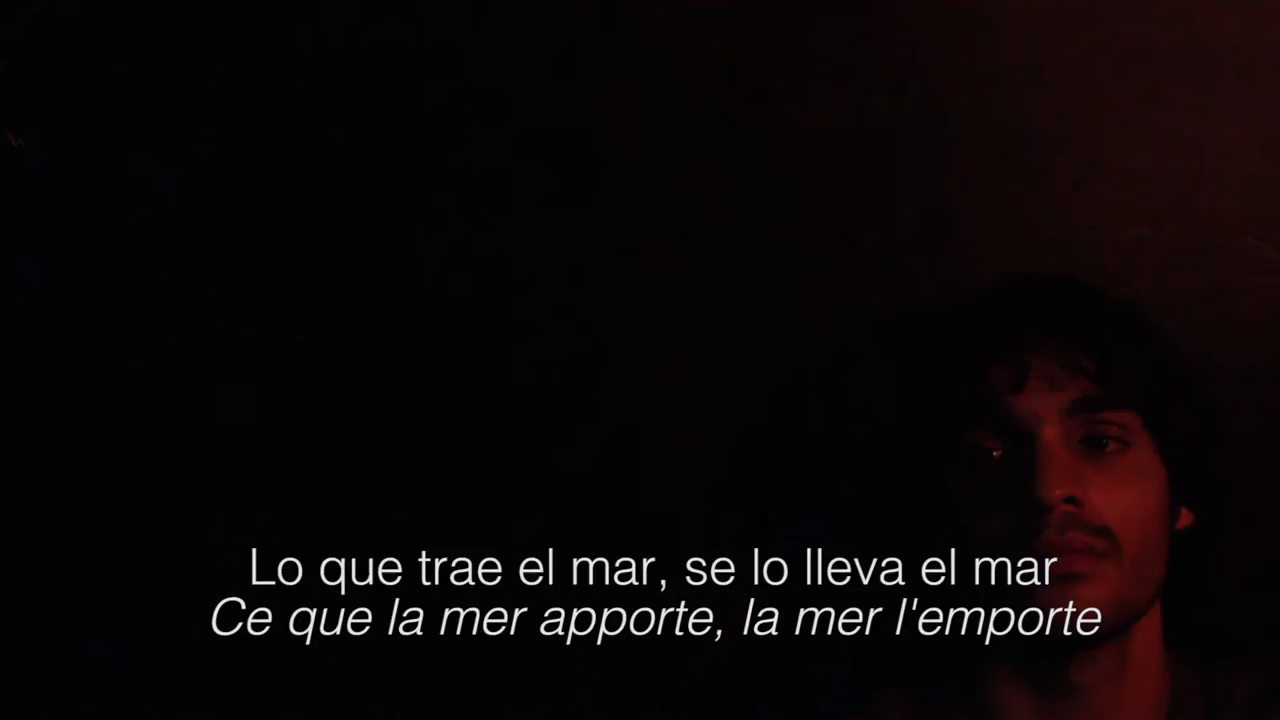 Lo que trae el mar, se lo lleva el mar
Ce que la mer apporte, la mer l'emporte